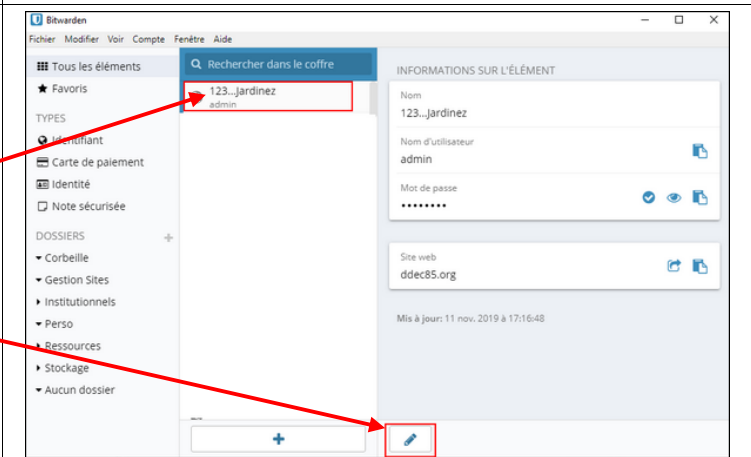 Bitwarden
Fichier Modifier Voir Compte Fenêtre Aide
Tous les éléments
Favoris
TYPES
Identifiant
Carte de paiement
Identité
Note sécurisée
DOSSIERS
Corbeille
Gestion Sites
Institutionnels
Perso
Ressources
Stockage
Aucun dossier
Rechercher dans le coffre
123...Jardinez
admin
INFORMATIONS SUR L'ÉLÉMENT
Nom
123...Jardinez
Nom d'utilisateur
admin
Mot de passe
••••••••
Site web
ddec85.org
Mis à jour: 11 nov. 2019 à 17:16:48